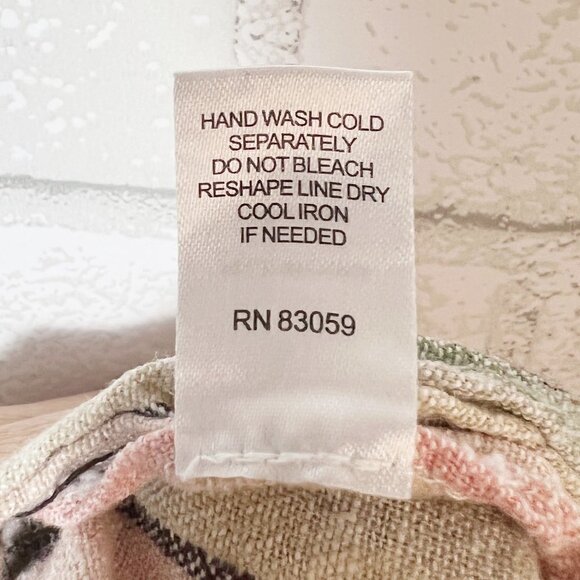 HAND WASH COLD
SEPARATELY
DO NOT BLEACH
RESHAPE LINE DRY
COOL IRON
IF NEEDED
RN 83059